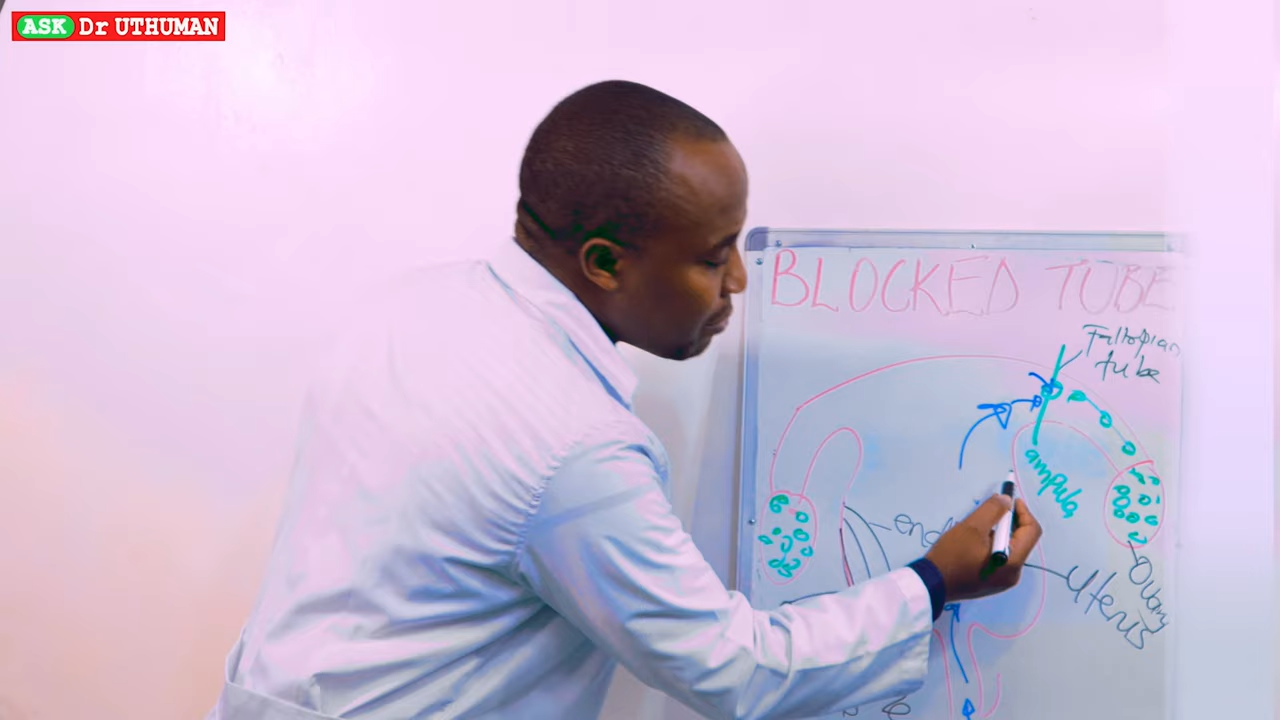 ASK Dr UTHUMAN
BLOCKED TUBE
Fallopian
tube
ampula
Ovary
Uterus